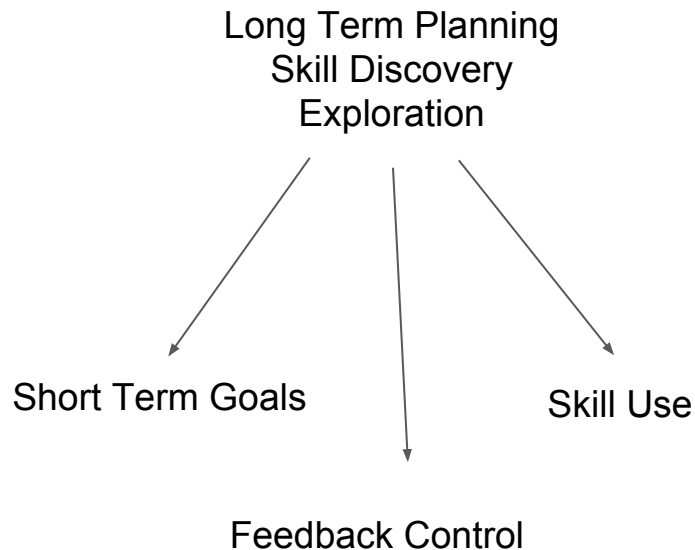 Long Term Planning
Skill Discovery
Exploration
Short Term Goals
Skill Use
Feedback Control